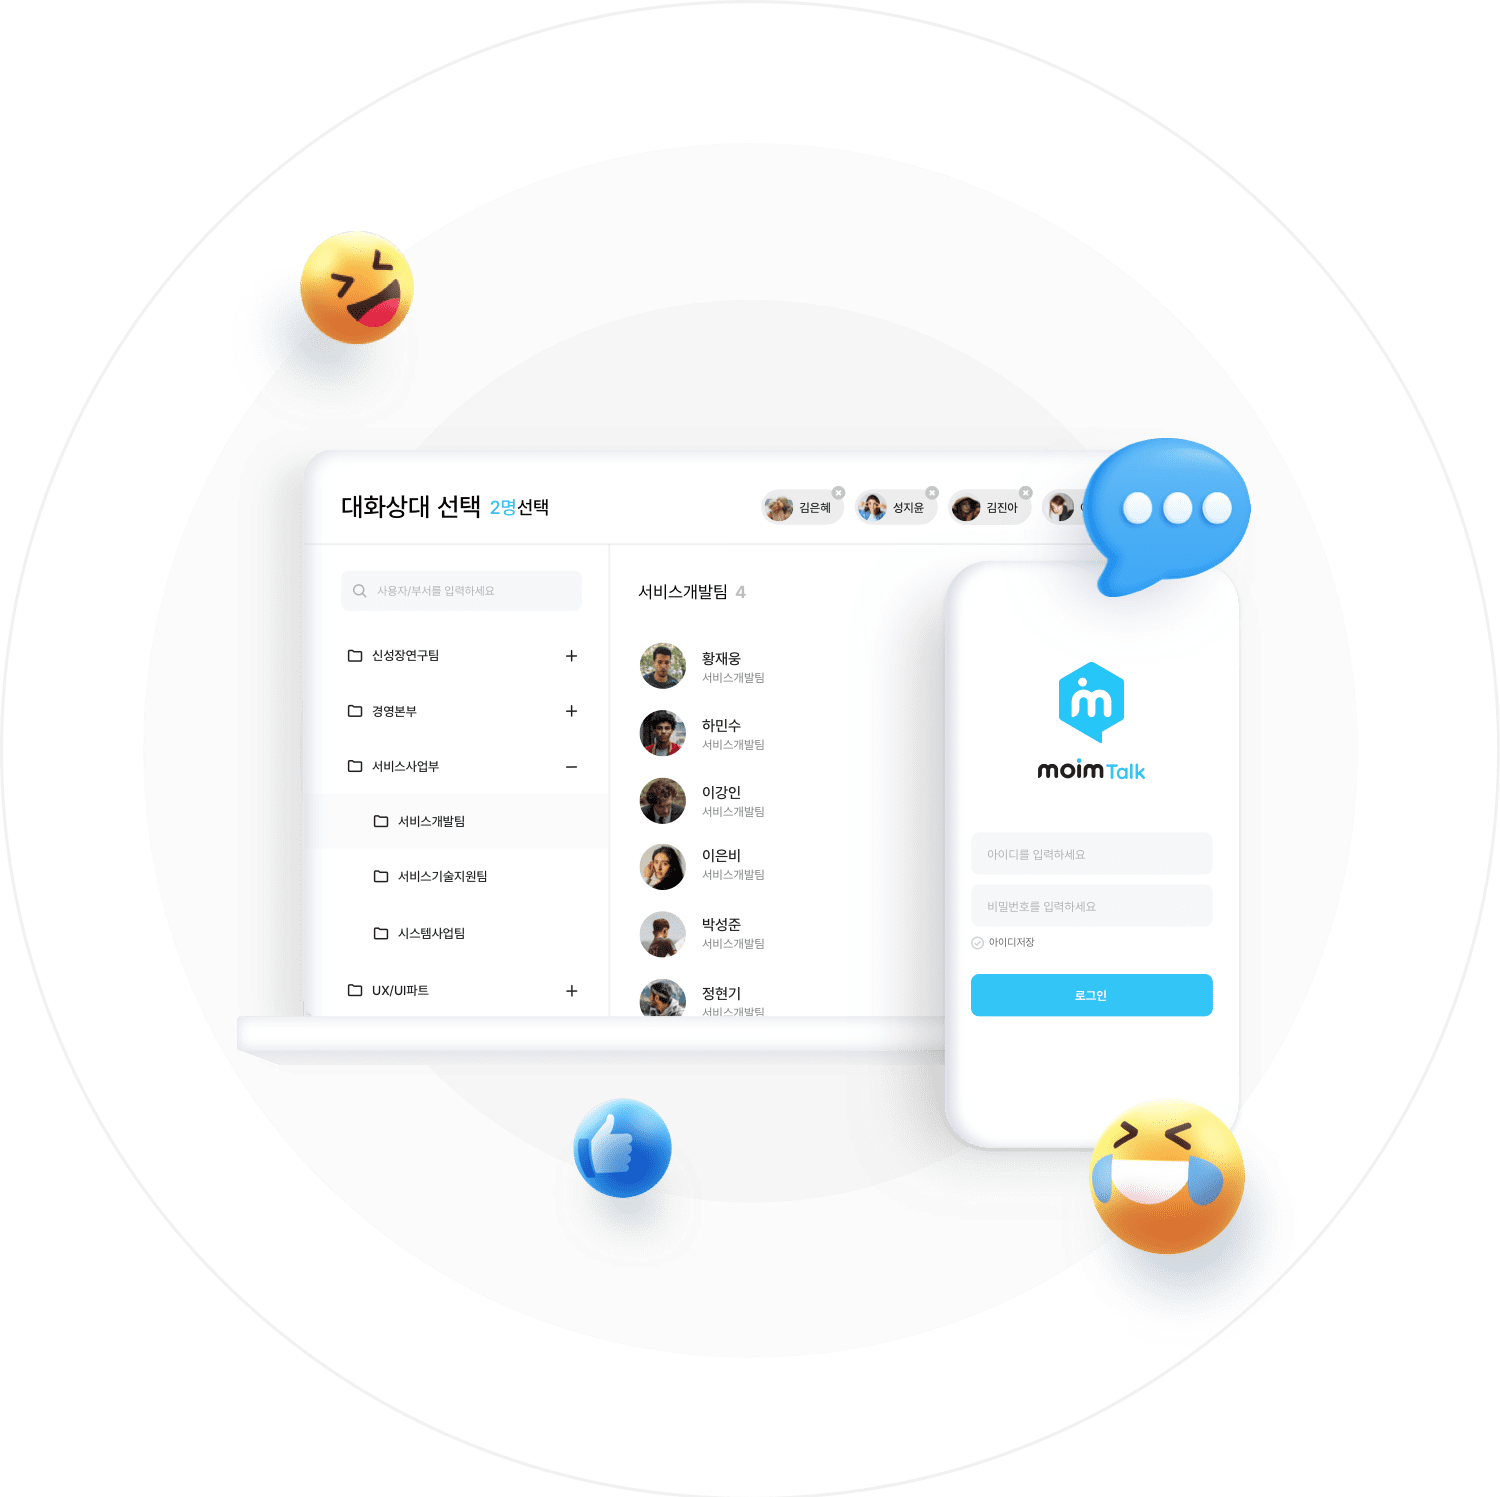 대화상대 선택 2명선택
김은혜
성지윤
김진아
사용자/부서를 입력하세요
신성장연구팀
경영본부
서비스사업부
서비스개발팀
서비스기술지원팀
시스템사업팀
UX/UI파트
서비스개발팀 4
황재웅
서비스개발팀
하민수
서비스개발팀
이강인
서비스개발팀
이은비
서비스개발팀
박성준
서비스개발팀
정현기
서비스개발팀
moim Talk
아이디를 입력하세요
비밀번호를 입력하세요
아이디저장
로그인